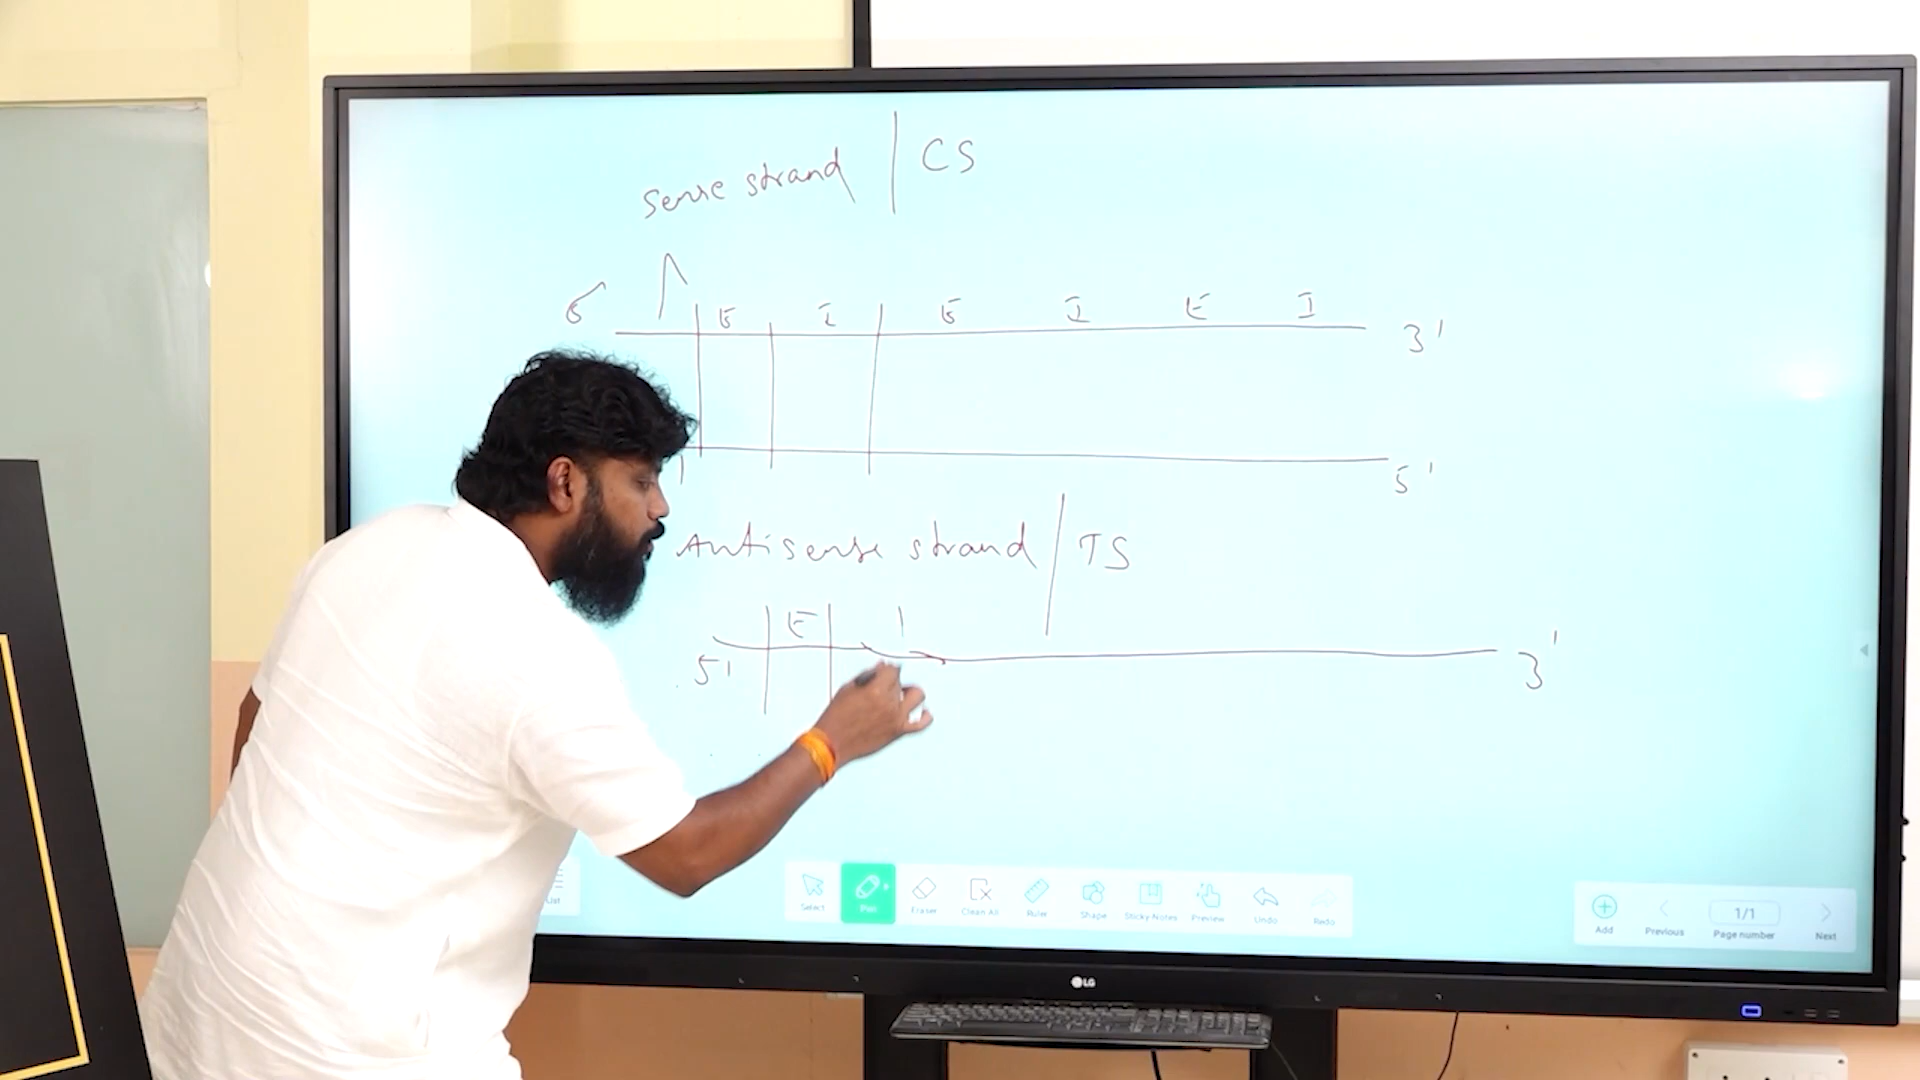 Sense strand | CS
5' E I E I E I 3'
5'
Antisense strand / TS
E I
5' 3'
List Select Pen Eraser Clean All Ruler Shape Sticky Notes Preview Undo Redo
Add Previous 1/1 Page number Next
LG